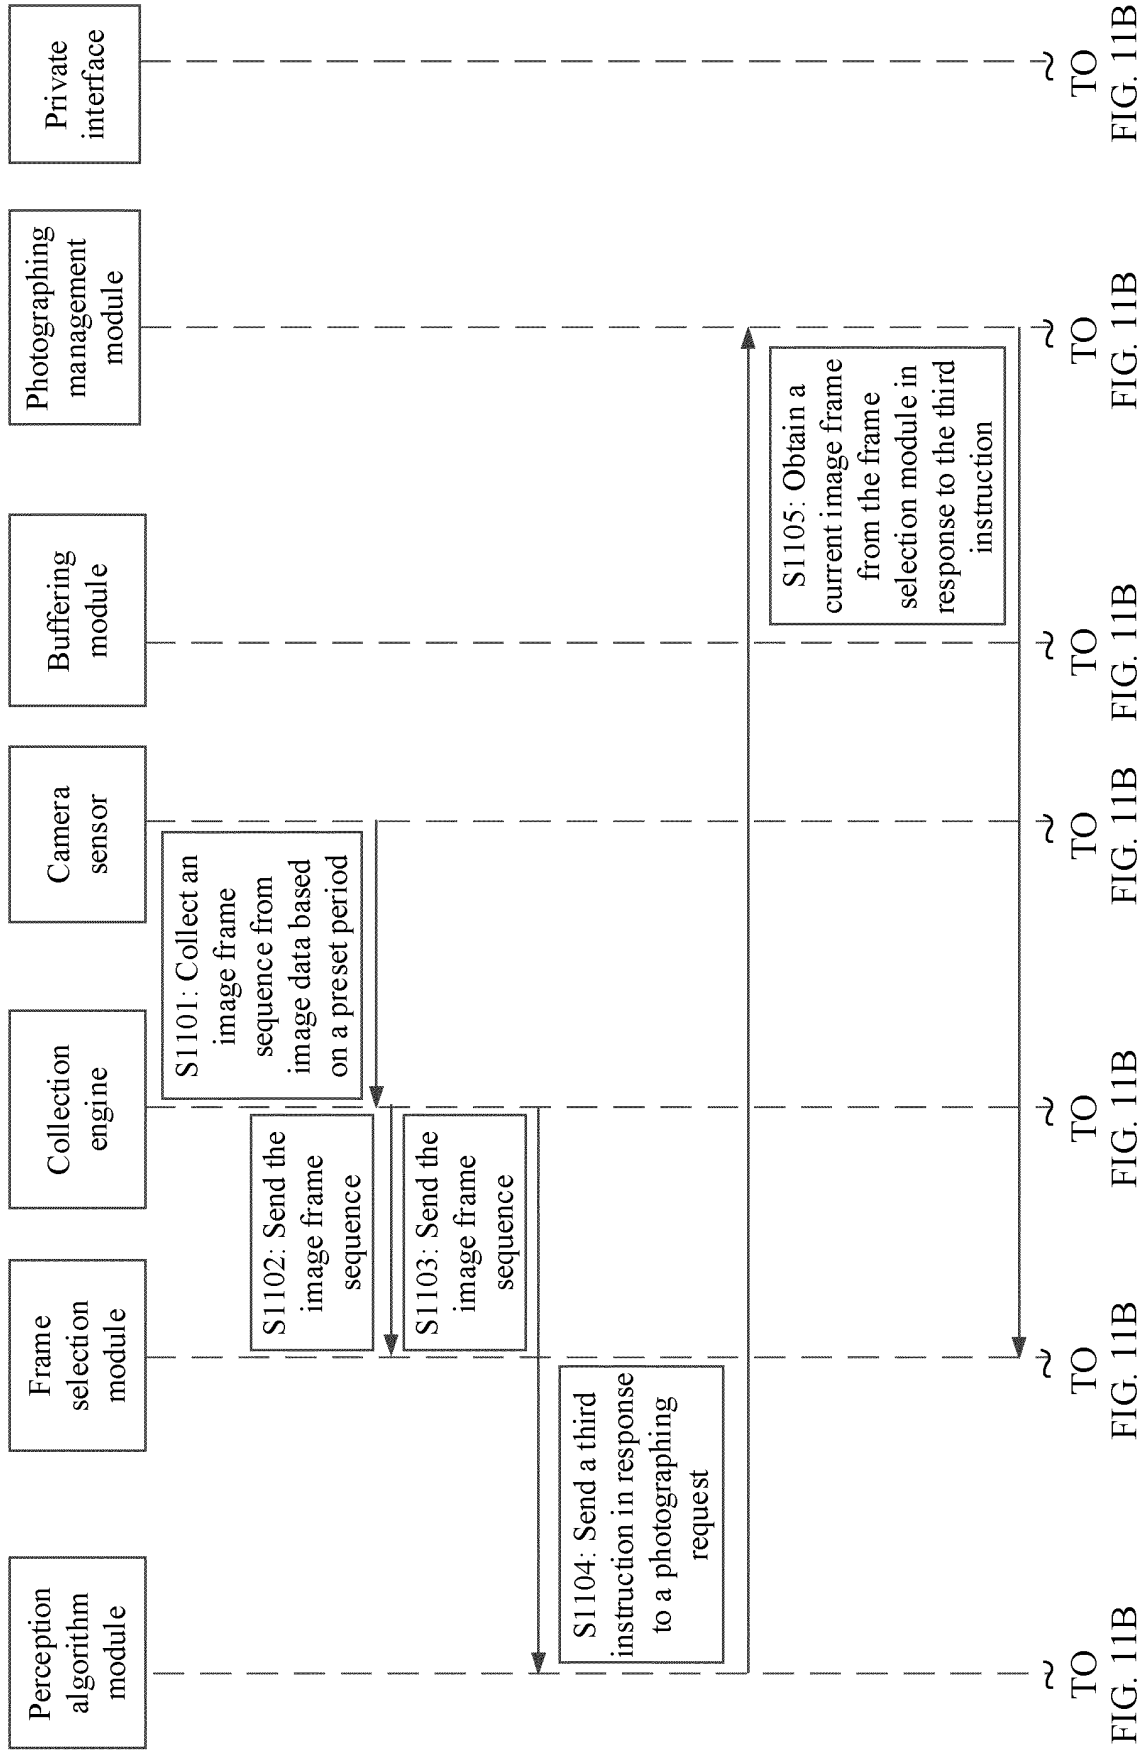 Perception
algorithm
module
Frame
selection
module
Collection
engine
Camera
sensor
Buffering
module
Photographing
management
module
Private
interface
S1101: Collect an
image frame
sequence from
image data based
on a preset period
S1102: Send the
image frame
sequence
S1103: Send the
image frame
sequence
S1104: Send a third
instruction in response
to a photographing
request
S1105: Obtain a
current image frame
from the frame
selection module in
response to the third
instruction
TO
FIG. 11B
TO
FIG. 11B
TO
FIG. 11B
TO
FIG. 11B
TO
FIG. 11B
TO
FIG. 11B
TO
FIG. 11B